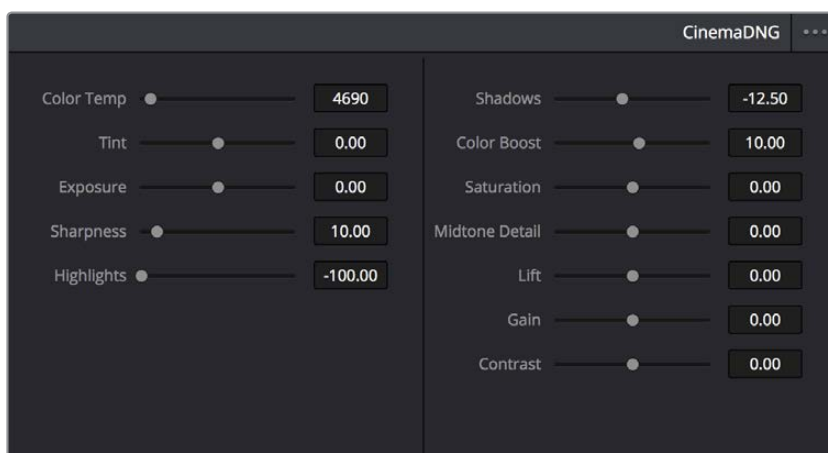 CinemaDNG
Color Temp 4690
Tint 0.00
Exposure 0.00
Sharpness 10.00
Highlights -100.00
Shadows -12.50
Color Boost 10.00
Saturation 0.00
Midtone Detail 0.00
Lift 0.00
Gain 0.00
Contrast 0.00